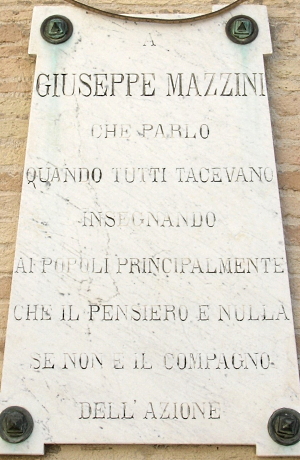 A
GIUSEPPE MAZZINI
CHE PARLO
QUANDO TUTTI TACEVANO
INSEGNANDO
AI POPOLI PRINCIPALMENTE
CHE IL PENSIERO E NULLA
SE NON E IL COMPAGNO
DELL'AZIONE